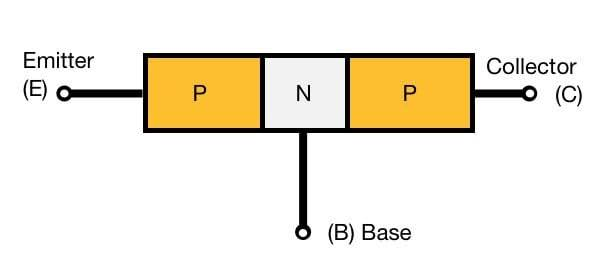 Emitter
(E)
P
N
P
Collector
(C)
(B) Base